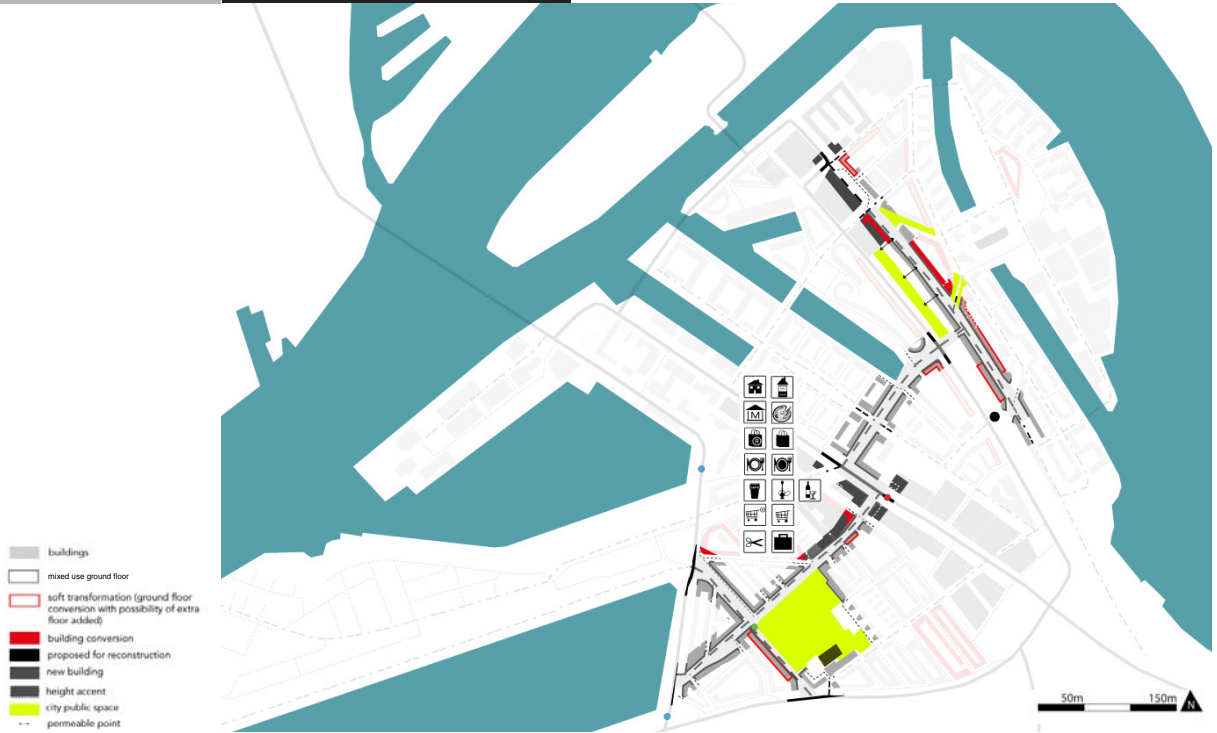 M
buildings
mixed use ground floor
soft transformation (ground floor
conversion with possibility of extra
floor added)
building conversion
proposed for reconstruction
new building
height accent
city public space
permeable point
50m 150m N